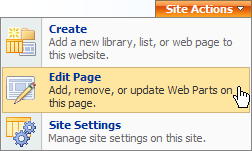 Site Actions
Create
Add a new library, list, or web page to
this website.
Edit Page
Add, remove, or update Web Parts on
this page.
Site Settings
Manage site settings on this site.